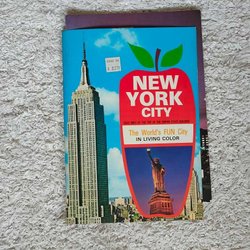 NEW
YORK
CITY
The World's FUN City
IN LIVING COLOR